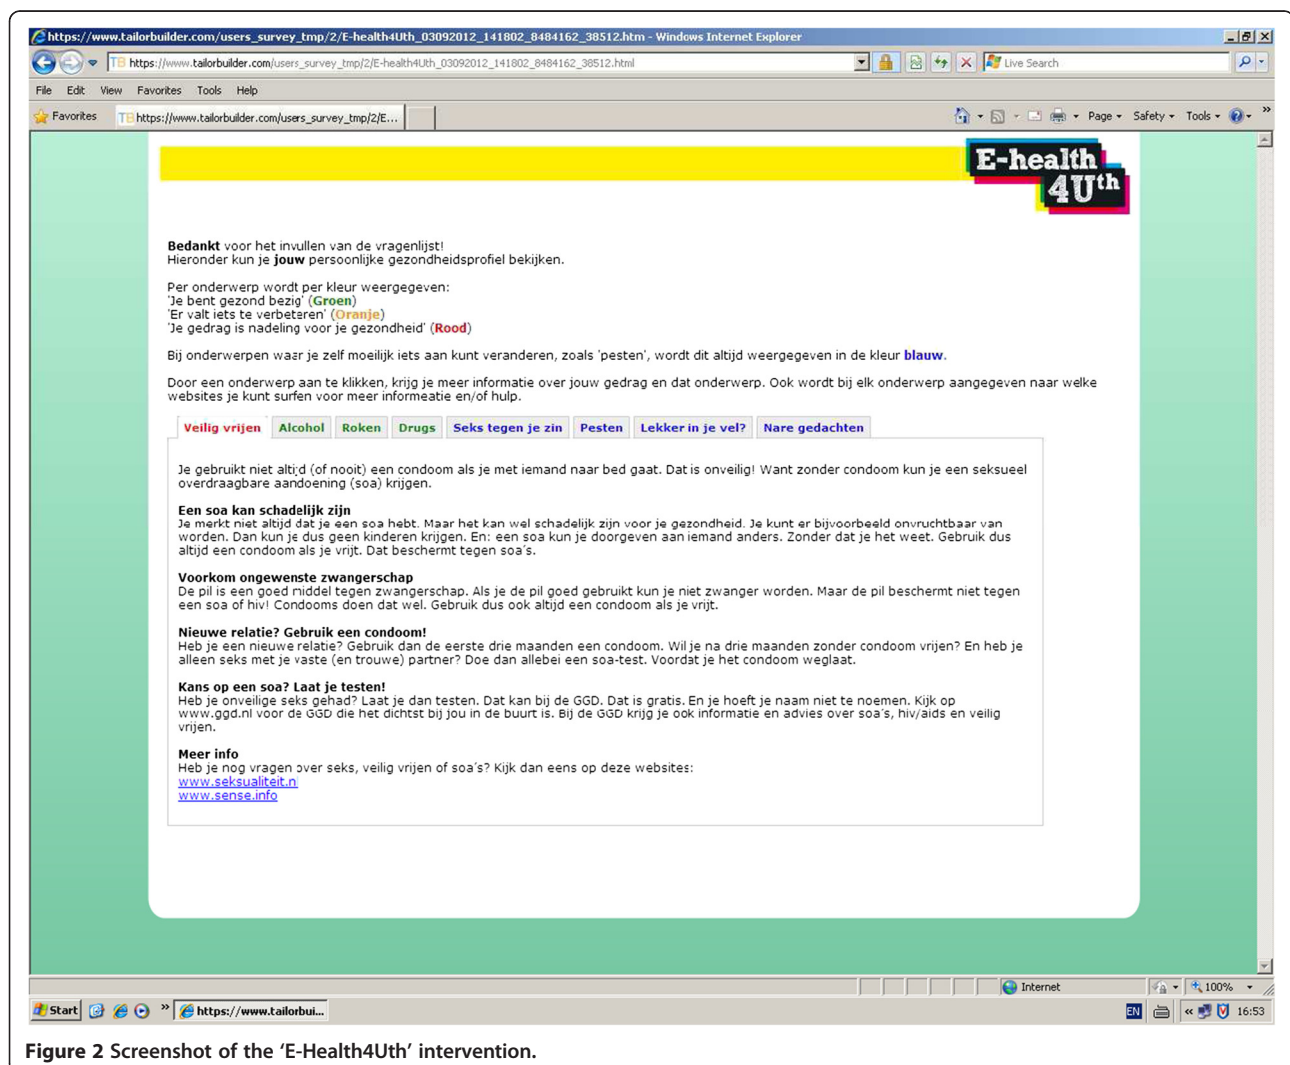 https://www.tailorbuilder.com/users_survey_tmp/2/E-health4Uth_03092012_141802_8484162_38512.htm - Windows Internet Explorer
TB https://www.tailorbuilder.com/users_survey_tmp/2/E-health4Uth_03092012_141802_8484162_38512.html
Live Search
File Edit View Favorites Tools Help
Favorites TB https://www.tailorbuilder.com/users_survey_tmp/2/E... Page Safety Tools »
E-health
4Uth
Bedankt voor het invullen van de vragenlijst!
Hieronder kun je jouw persoonlijke gezondheidsprofiel bekijken.
Per onderwerp wordt per kleur weergegeven:
'Je bent gezond bezig' (Groen)
'Er valt iets te verbeteren' (Oranje)
'Je gedrag is nadeling voor je gezondheid' (Rood)
Bij onderwerpen waar je zelf moeilijk iets aan kunt veranderen, zoals 'pesten', wordt dit altijd weergegeven in de kleur blauw.
Door een onderwerp aan te klikken, krijg je meer informatie over jouw gedrag en dat onderwerp. Ook wordt bij elk onderwerp aangegeven naar welke
websites je kunt surfen voor meer informeatie en/of hulp.
Veilig vrijen Alcohol Roken Drugs Seks tegen je zin Pesten Lekker in je vel? Nare gedachten
Je gebruikt niet altijd (of nooit) een condoom als je met iemand naar bed gaat. Dat is onveilig! Want zonder condoom kun je een seksueel
overdraagbare aandoening (soa) krijgen.
Een soa kan schadelijk zijn
Je merkt niet altijd dat je een soa hebt. Maar het kan wel schadelijk zijn voor je gezondheid. Je kunt er bijvoorbeeld onvruchtbaar van
worden. Dan kun je dus geen kinderen krijgen. En: een soa kun je doorgeven aan iemand anders. Zonder dat je het weet. Gebruik dus
altijd een condoom als je vrijt. Dat beschermt tegen soa's.
Voorkom ongewenste zwangerschap
De pil is een goed middel tegen zwangerschap. Als je de pil goed gebruikt kun je niet zwanger worden. Maar de pil beschermt niet tegen
een soa of hiv! Condooms doen dat wel. Gebruik dus ook altijd een condoom als je vrijt.
Nieuwe relatie? Gebruik een condoom!
Heb je een nieuwe relatie? Gebruik dan de eerste drie maanden een condoom. Wil je na drie maanden zonder condoom vrijen? En heb je
alleen seks met je vaste (en trouwe) partner? Doe dan allebei een soa-test. Voordat je het condoom weglaat.
Kans op een soa? Laat je testen!
Heb je onveilige seks gehad? Laat je dan testen. Dat kan bij de GGD. Dat is gratis. En je hoeft je naam niet te noemen. Kijk op
www.ggd.nl voor de GGD die het dichtst bij jou in de buurt is. Bij de GGD krijg je ook informatie en advies over soa's, hiv/aids en veilig
vrijen.
Meer info
Heb je nog vragen over seks, veilig vrijen of soa's? Kijk dan eens op deze websites:
www.seksualiteit.nl
www.sense.info
Internet 100%
Start » https://www.tailorbui... EN « 16:53
Figure 2 Screenshot of the ‘E-Health4Uth’ intervention.